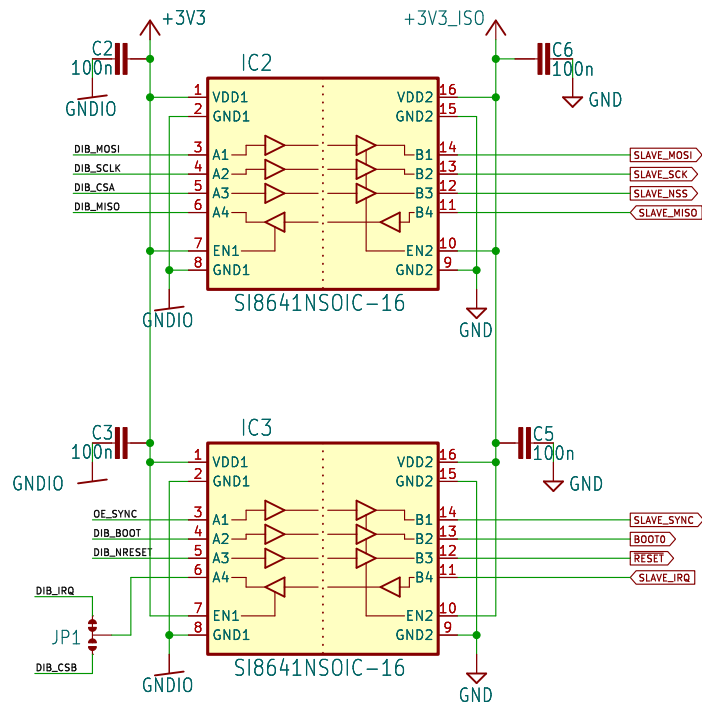 +3V3
+3V3_ISO
C2
100n
GNDIO
IC2
C6
100n
GND
1 VDD1 VDD2 16
2 GND1 GND2 15
DIB_MOSI 3 A1 B1 14 SLAVE_MOSI
DIB_SCLK 4 A2 B2 13 SLAVE_SCK
DIB_CSA 5 A3 B3 12 SLAVE_NSS
DIB_MISO 6 A4 B4 11 SLAVE_MISO
7 EN1 EN2 10
8 GND1 GND2 9
SI8641NSOIC-16
GNDIO
GND
C3
100n
GNDIO
IC3
C5
100n
GND
1 VDD1 VDD2 16
2 GND1 GND2 15
OE_SYNC 3 A1 B1 14 SLAVE_SYNC
DIB_BOOT 4 A2 B2 13 BOOT0
DIB_NRESET 5 A3 B3 12 RESET
6 A4 B4 11 SLAVE_IRQ
DIB_IRQ
7 EN1 EN2 10
JP1
8 GND1 GND2 9
DIB_CSB
SI8641NSOIC-16
GNDIO
GND